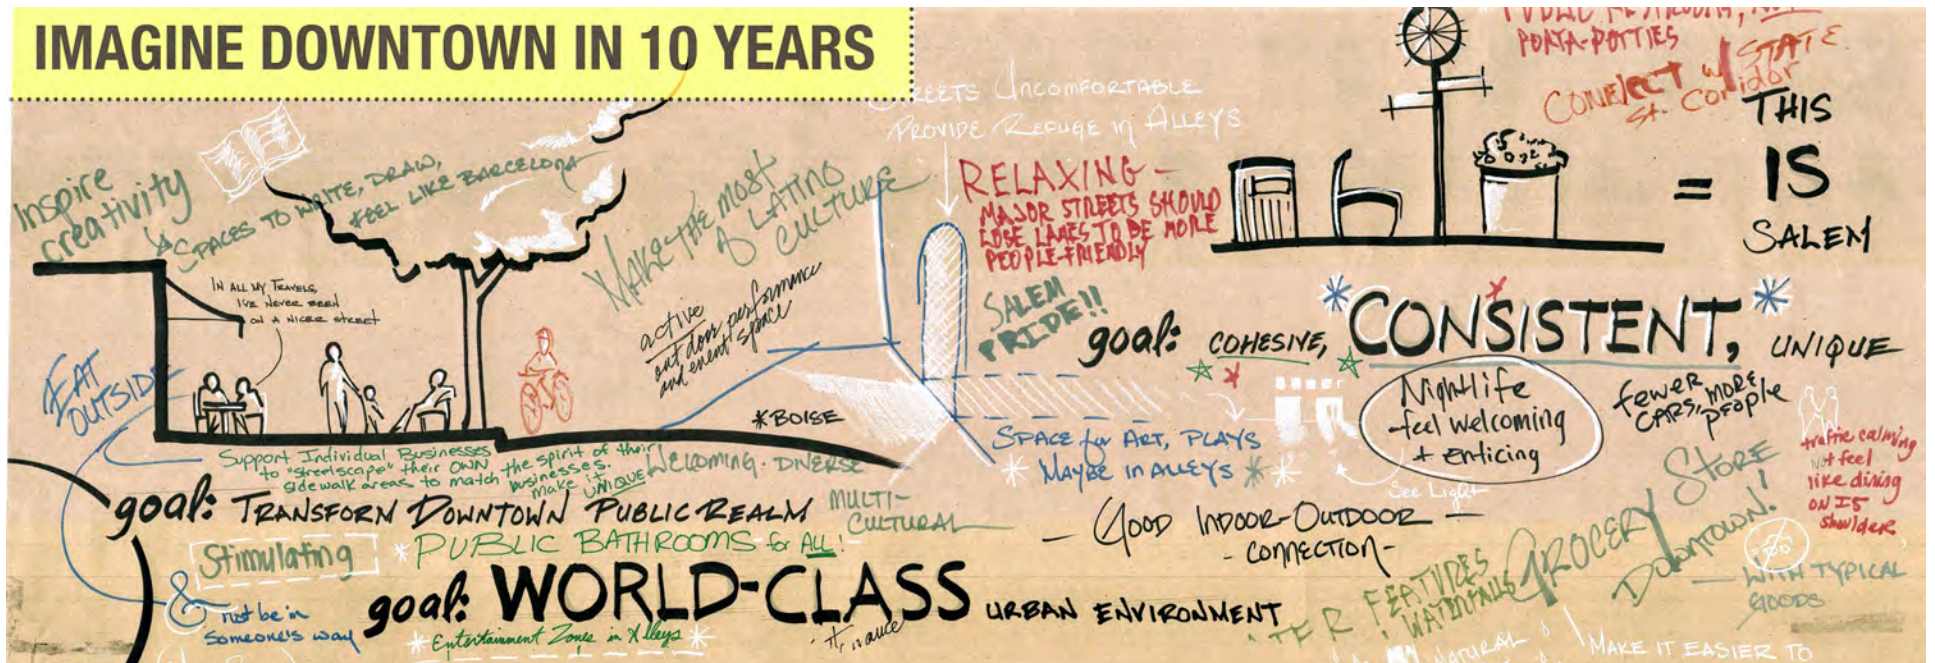 IMAGINE DOWNTOWN IN 10 YEARS
PORTA-POTTIES
CONNECT W/ STATE
St. Corridor
THIS
IS
SALEM
=
STREETS UNCOMFORTABLE
PROVIDE REFUGE IN ALLEYS
Inspire
creativity
SPACES TO WRITE, DRAW,
FEEL LIKE BARCELONA
MAKE THE MOST
OF LATINO
CULTURE
RELAXING -
MAJOR STREETS SHOULD
LOSE LANES TO BE MORE
PEOPLE-FRIENDLY
SALEM
PRIDE!!
IN ALL MY TRAVELS,
I'VE NEVER BEEN
ON A NICER STREET
active
outdoor performance
and event space
EAT
OUTSIDE
& not be in
someone's way
*BOISE
goal: COHESIVE, *CONSISTENT,* UNIQUE
Nightlife
-feel welcoming
+ enticing
fewer
CARS, MORE
people
traffic calming
not feel
like dining
ON I5
shoulder
SPACE for ART, PLAYS
* MAYBE IN ALLEYS * *
See Light
Support Individual Businesses
to "streetscape" their OWN
sidewalk areas to match the spirit of their
businesses.
make it
UNIQUE!
WELCOMING · DIVERSE
MULTI-
CULTURAL
goal: TRANSFORM DOWNTOWN PUBLIC REALM
Stimulating
*PUBLIC BATHROOMS for ALL!
- GOOD INDOOR-OUTDOOR -
- CONNECTION -
GROCERY STORE
DOWNTOWN!
- WITH TYPICAL
GOODS
goal: WORLD-CLASS URBAN ENVIRONMENT
* Entertainment Zones in Alleys *
FEATURES
WATERFALLS
NATURAL
MAKE IT EASIER TO